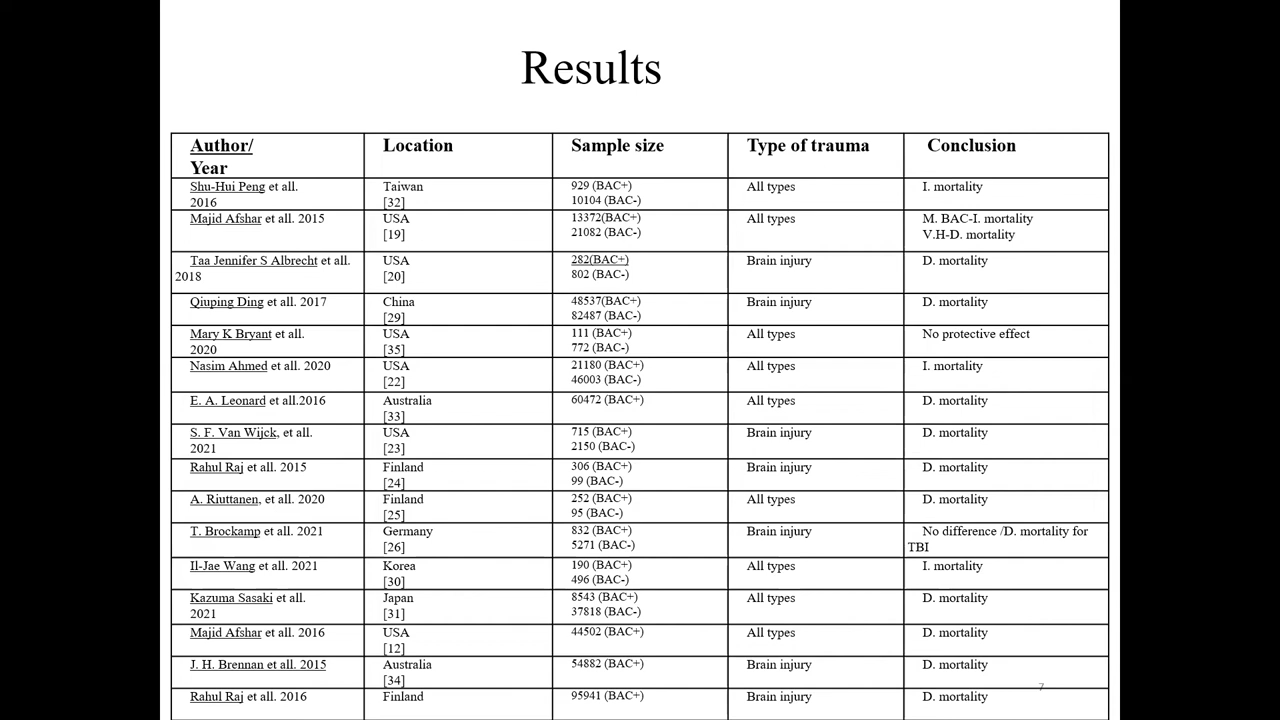 Results
Author/ Location Sample size Type of trauma Conclusion
Year
Shu-Hui Peng et all. Taiwan 929 (BAC+) All types I. mortality
2016 [32] 10104 (BAC-)
Majid Afshar et all. 2015 USA 13372(BAC+) All types M. BAC-I. mortality
[19] 21082 (BAC-) V.H-D. mortality
Taa Jennifer S Albrecht et all. USA 282(BAC+) Brain injury D. mortality
2018 [20] 802 (BAC-)
Qiuping Ding et all. 2017 China 48537(BAC+) Brain injury D. mortality
[29] 82487 (BAC-)
Mary K Bryant et all. USA 111 (BAC+) All types No protective effect
2020 [35] 772 (BAC-)
Nasim Ahmed et all. 2020 USA 21180 (BAC+) All types I. mortality
[22] 46003 (BAC-)
E. A. Leonard et all.2016 Australia 60472 (BAC+) All types D. mortality
[33]
S. F. Van Wijck, et all. USA 715 (BAC+) Brain injury D. mortality
2021 [23] 2150 (BAC-)
Rahul Raj et all. 2015 Finland 306 (BAC+) Brain injury D. mortality
[24] 99 (BAC-)
A. Riuttanen, et all. 2020 Finland 252 (BAC+) All types D. mortality
[25] 95 (BAC-)
T. Brockamp et all. 2021 Germany 832 (BAC+) Brain injury No difference /D. mortality for
[26] 5271 (BAC-) TBI
Il-Jae Wang et all. 2021 Korea 190 (BAC+) All types I. mortality
[30] 496 (BAC-)
Kazuma Sasaki et all. Japan 8543 (BAC+) All types D. mortality
2021 [31] 37818 (BAC-)
Majid Afshar et all. 2016 USA 44502 (BAC+) All types D. mortality
[12]
J. H. Brennan et all. 2015 Australia 54882 (BAC+) Brain injury D. mortality
[34]
7
Rahul Raj et all. 2016 Finland 95941 (BAC+) Brain injury D. mortality